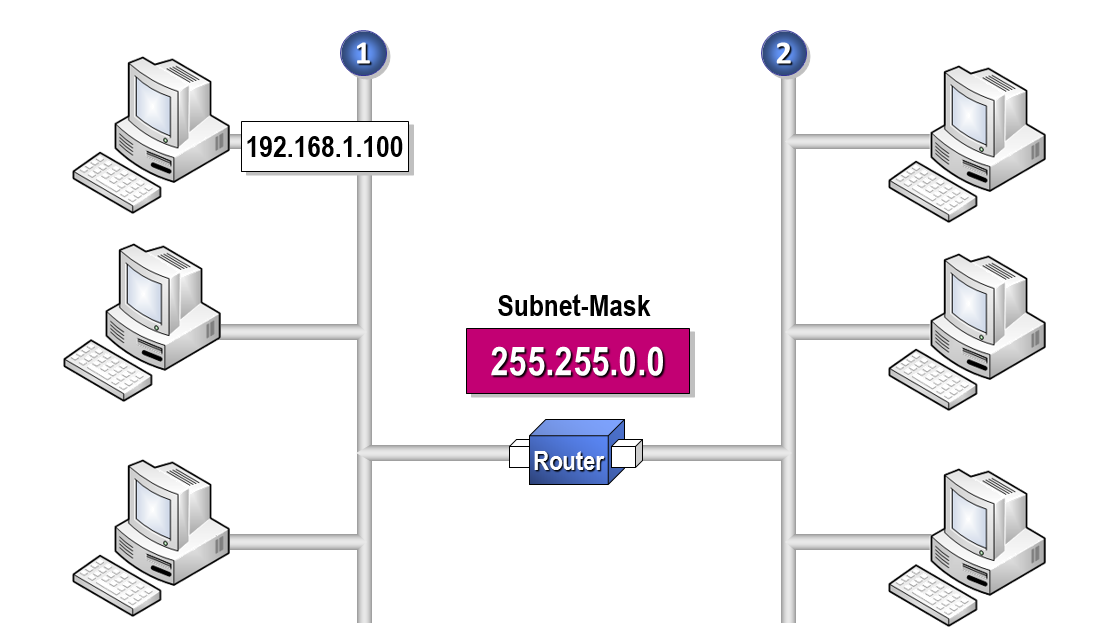 1
2
192.168.1.100
Subnet-Mask
255.255.0.0
Router